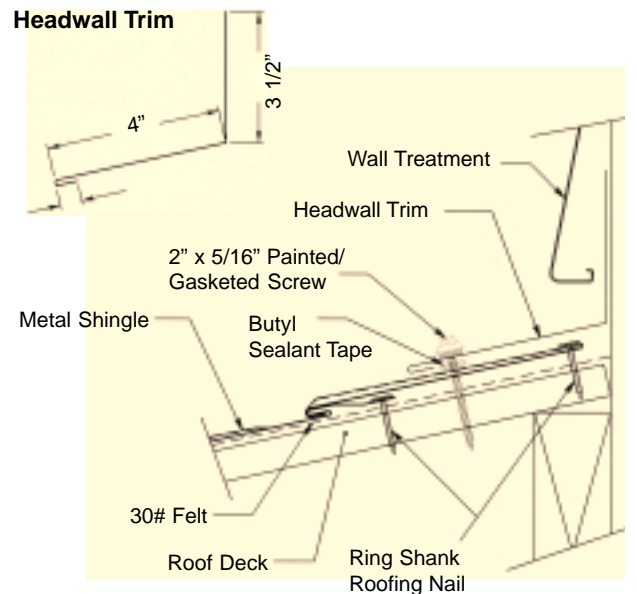 Headwall Trim
4”
3 1/2”
Wall Treatment
Headwall Trim
2” x 5/16” Painted/
Gasketed Screw
Metal Shingle
Butyl
Sealant Tape
30# Felt
Roof Deck
Ring Shank
Roofing Nail